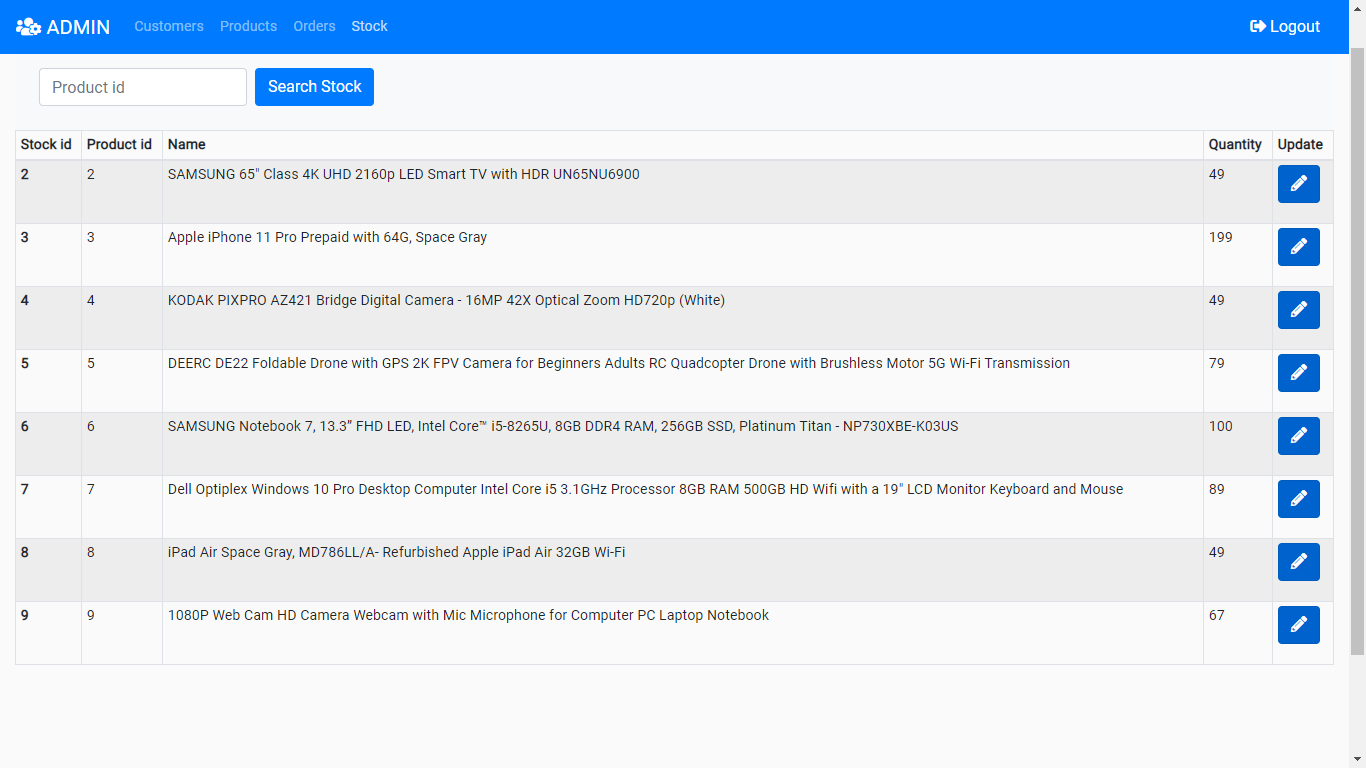 ADMIN Customers Products Orders Stock Logout
Product id Search Stock
Stock id Product id Name Quantity Update
2 2 SAMSUNG 65" Class 4K UHD 2160p LED Smart TV with HDR UN65NU6900 49
3 3 Apple iPhone 11 Pro Prepaid with 64G, Space Gray 199
4 4 KODAK PIXPRO AZ421 Bridge Digital Camera - 16MP 42X Optical Zoom HD720p (White) 49
5 5 DEERC DE22 Foldable Drone with GPS 2K FPV Camera for Beginners Adults RC Quadcopter Drone with Brushless Motor 5G Wi-Fi Transmission 79
6 6 SAMSUNG Notebook 7, 13.3” FHD LED, Intel Core™ i5-8265U, 8GB DDR4 RAM, 256GB SSD, Platinum Titan - NP730XBE-K03US 100
7 7 Dell Optiplex Windows 10 Pro Desktop Computer Intel Core i5 3.1GHz Processor 8GB RAM 500GB HD Wifi with a 19" LCD Monitor Keyboard and Mouse 89
8 8 iPad Air Space Gray, MD786LL/A- Refurbished Apple iPad Air 32GB Wi-Fi 49
9 9 1080P Web Cam HD Camera Webcam with Mic Microphone for Computer PC Laptop Notebook 67